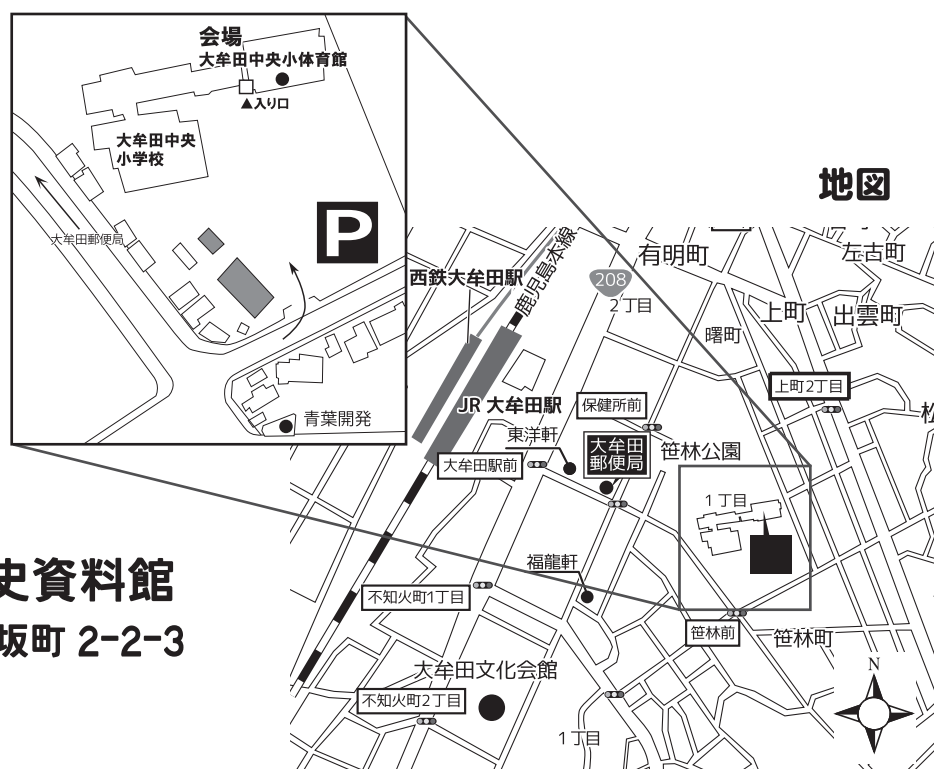 会場
大牟田中央小体育館
▲入り口
大牟田中央
小学校
大牟田郵便局
P
青葉開発
地図
西鉄大牟田駅
鹿児島本線
208
有明町
2丁目
左古町
上町
出雲町
曙町
上町2丁目
JR 大牟田駅
保健所前
東洋軒
大牟田
郵便局
笹林公園
大牟田駅前
1丁目
福龍軒
不知火町1丁目
笹林前
笹林町
大牟田文化会館
不知火町2丁目
1丁目
N
史資料館
坂町 2-2-3